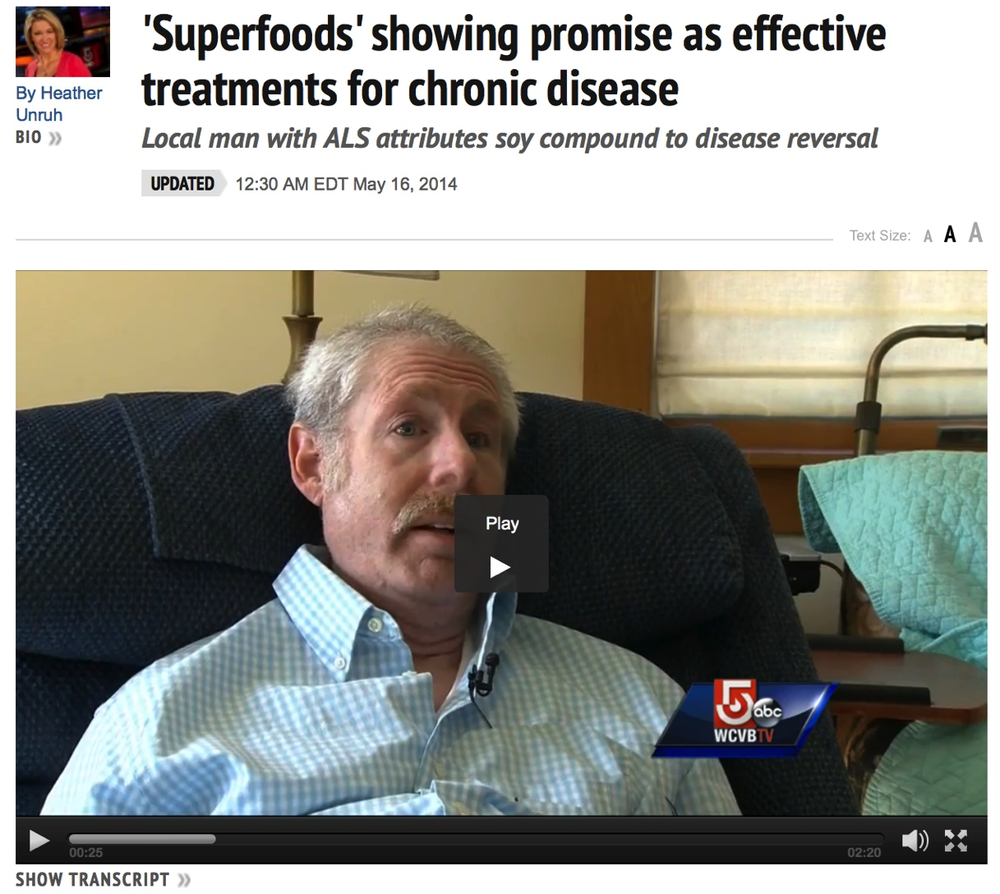 'Superfoods' showing promise as effective
treatments for chronic disease
By Heather
Unruh
BIO »
Local man with ALS attributes soy compound to disease reversal
UPDATED 12:30 AM EDT May 16, 2014
Text Size: A A A
Play
5 abc
WCVBTV
00:25 02:20
SHOW TRANSCRIPT »